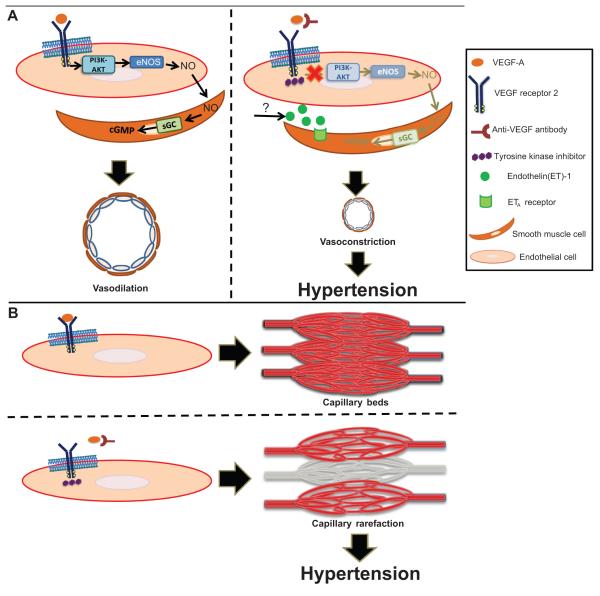 A
PI3K-
AKT
eNOS
NO
NO
sGC
cGMP
Vasodilation
PI3K-
AKT
eNOS
NO
?
sGC
Vasoconstriction
Hypertension
VEGF-A
VEGF receptor 2
Anti-VEGF antibody
Tyrosine kinase inhibitor
Endothelin(ET)-1
ETA receptor
Smooth muscle cell
Endothelial cell
B
Capillary beds
Capillary rarefaction
Hypertension